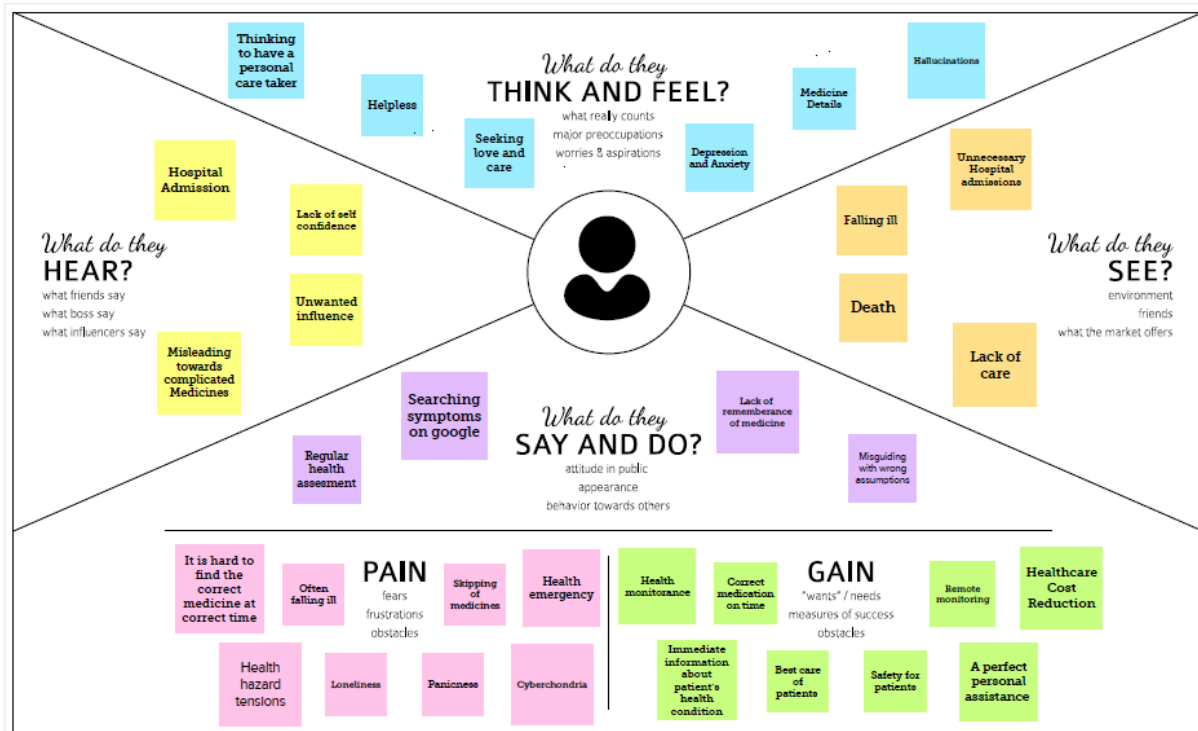 Thinking
to have a
personal
care taker
Helpless
What do they
THINK AND FEEL?
what really counts
major preoccupations
worries & aspirations
Seeking
love and
care
Depression
and Anxiety
Medicine
Details
Hallucinations
What do they
HEAR?
what friends say
what boss say
what influencers say
Hospital
Admission
Lack of self
confidence
Unwanted
influence
Misleading
towards
complicated
Medicines
What do they
SEE?
environment
friends
what the market offers
Unnecessary
Hospital
admissions
Falling ill
Death
Lack of
care
What do they
SAY AND DO?
attitude in public
appearance
behavior towards others
Searching
symptoms
on google
Regular
health
assesment
Lack of
rememberance
of medicine
Misguiding
with wrong
assumptions
PAIN
fears
frustrations
obstacles
It is hard to
find the
correct
medicine at
correct time
Often
falling ill
Skipping
of
medicines
Health
emergency
Health
hazard
tensions
Loneliness
Panicness
Cyberchondria
GAIN
"wants" / needs
measures of success
obstacles
Health
monitorance
Correct
medication
on time
Remote
monitoring
Healthcare
Cost
Reduction
Immediate
information
about
patient's
health
condition
Best care
of
patients
Safety for
patients
A perfect
personal
assistance